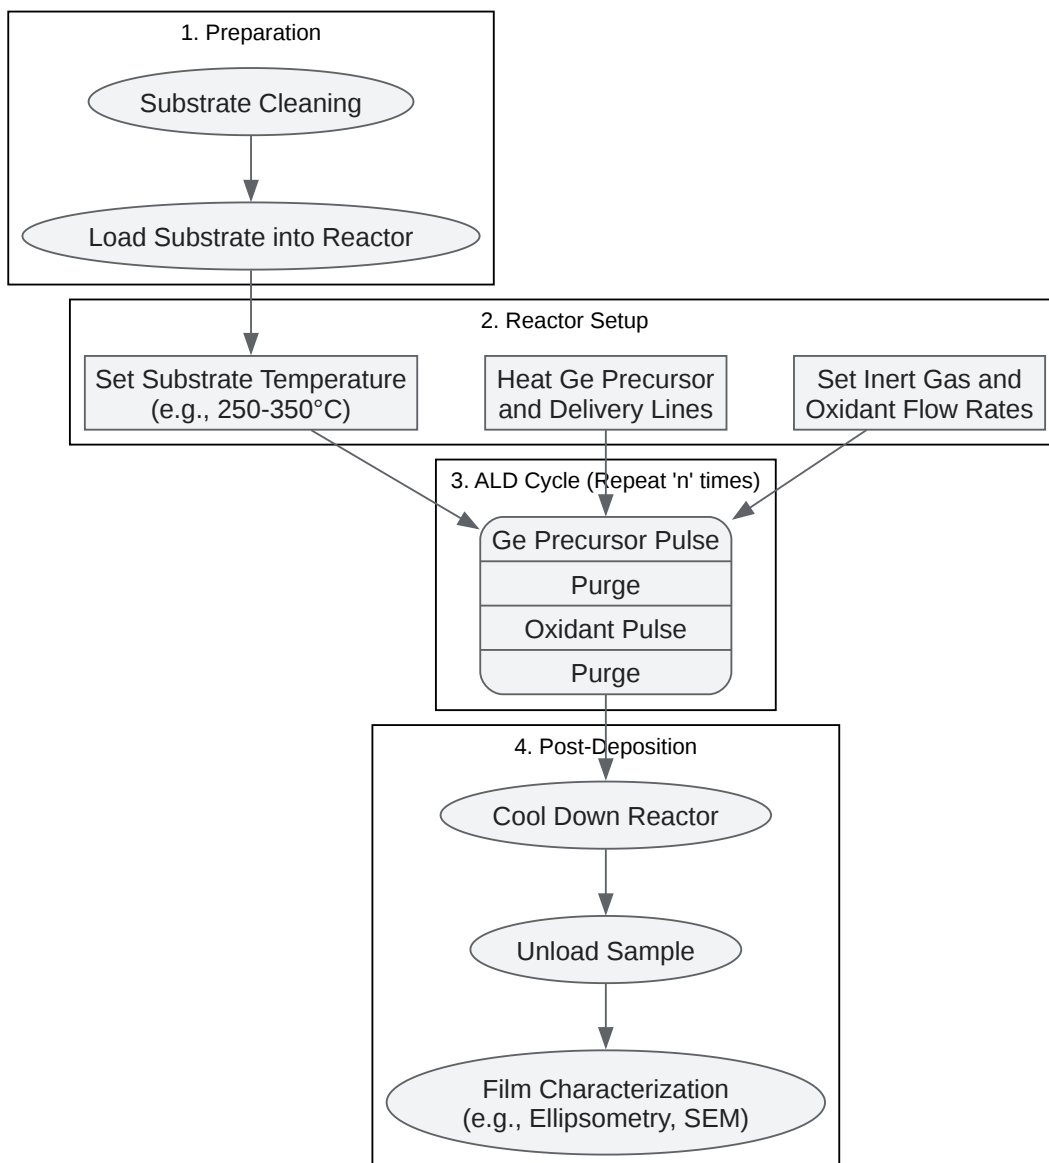 1. Preparation
Substrate Cleaning
Load Substrate into Reactor
2. Reactor Setup
Set Substrate Temperature
(e.g., 250-350°C)
Heat Ge Precursor
and Delivery Lines
Set Inert Gas and
Oxidant Flow Rates
3. ALD Cycle (Repeat 'n' times)
Ge Precursor Pulse
Purge
Oxidant Pulse
Purge
4. Post-Deposition
Cool Down Reactor
Unload Sample
Film Characterization
(e.g., Ellipsometry, SEM)